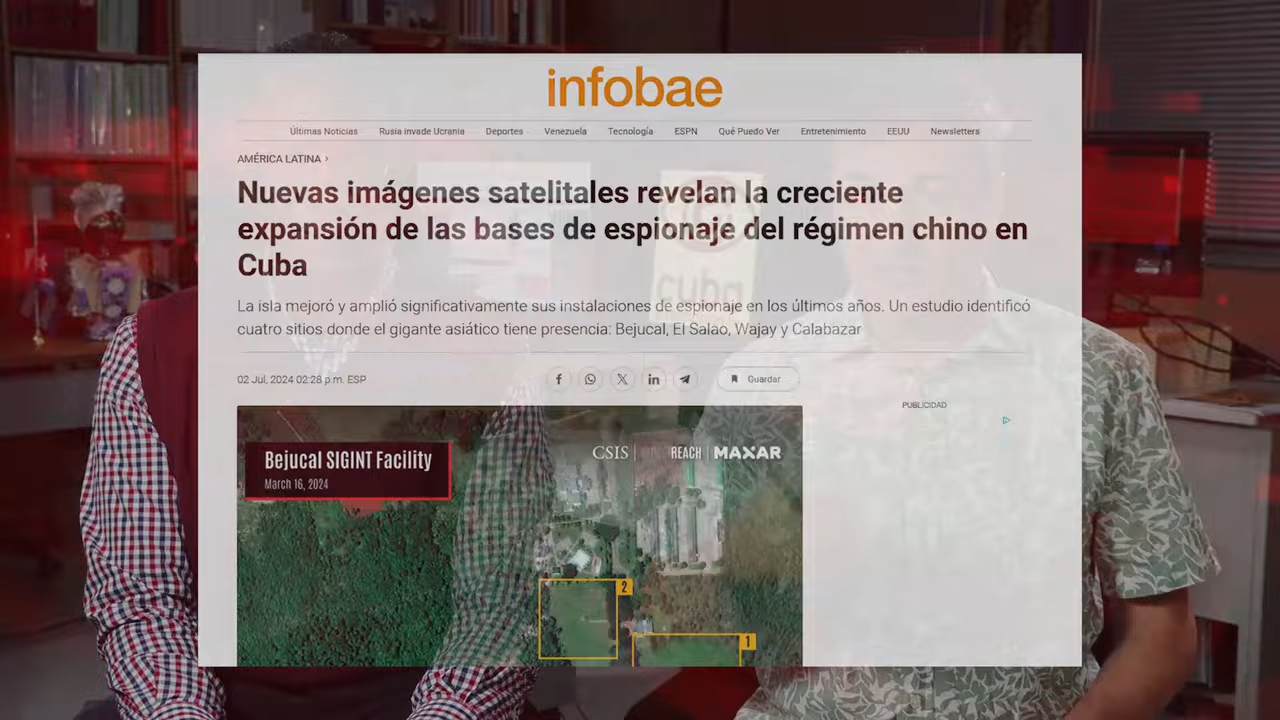 infobae
Últimas Noticias Rusia invade Ucrania Deportes Venezuela Tecnología ESPN Qué Puedo Ver Entretenimiento EEUU Newsletters
AMÉRICA LATINA >
Nuevas imágenes satelitales revelan la creciente
expansión de las bases de espionaje del régimen chino en
Cuba
La isla mejoró y amplió significativamente sus instalaciones de espionaje en los últimos años. Un estudio identificó
cuatro sitios donde el gigante asiático tiene presencia: Bejucal, El Salao, Wajay y Calabazar
02 Jul, 2024 02:28 p.m. ESP
Guardar
PUBLICIDAD
Bejucal SIGINT Facility
March 16, 2024
CSIS REACH MAXAR
2
1
cuba